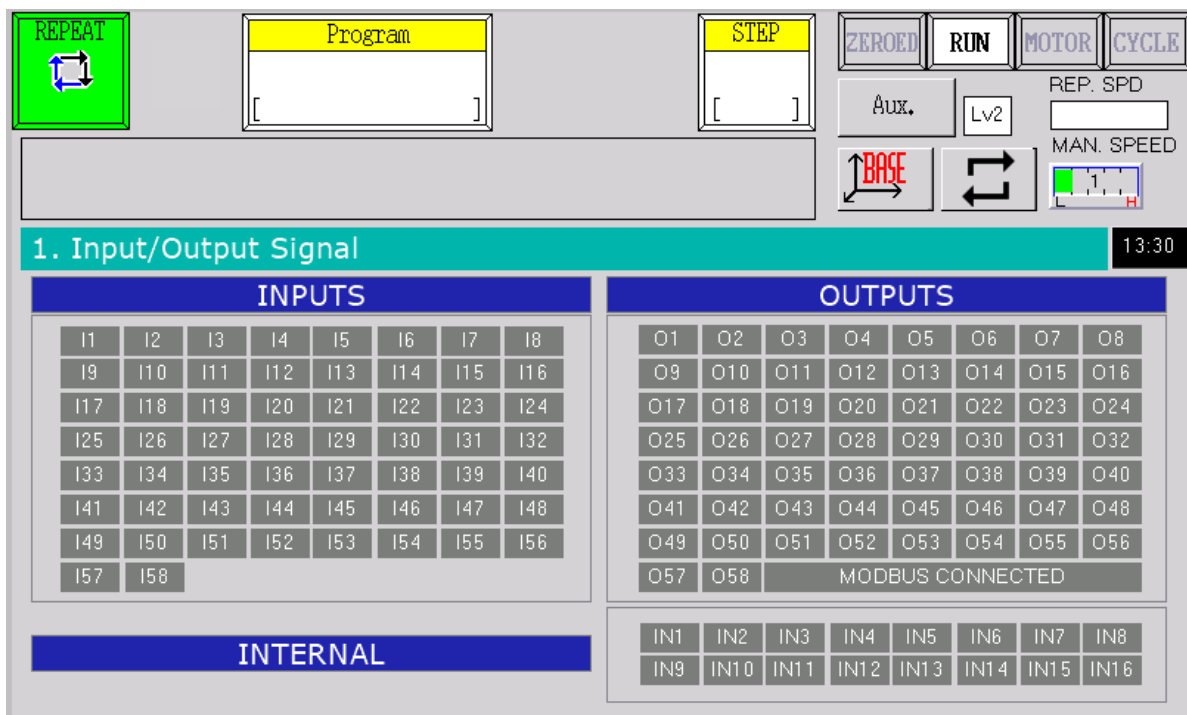 REPEAT
Program
[ ]
STEP
[ ]
ZEROED RUN MOTOR CYCLE
Aux.
Lv2
REP. SPD
BASE
MAN. SPEED
1
L H
1. Input/Output Signal
13:30
INPUTS
I1 I2 I3 I4 I5 I6 I7 I8
I9 I10 I11 I12 I13 I14 I15 I16
I17 I18 I19 I20 I21 I22 I23 I24
I25 I26 I27 I28 I29 I30 I31 I32
I33 I34 I35 I36 I37 I38 I39 I40
I41 I42 I43 I44 I45 I46 I47 I48
I49 I50 I51 I52 I53 I54 I55 I56
I57 I58
OUTPUTS
O1 O2 O3 O4 O5 O6 O7 O8
O9 O10 O11 O12 O13 O14 O15 O16
O17 O18 O19 O20 O21 O22 O23 O24
O25 O26 O27 O28 O29 O30 O31 O32
O33 O34 O35 O36 O37 O38 O39 O40
O41 O42 O43 O44 O45 O46 O47 O48
O49 O50 O51 O52 O53 O54 O55 O56
O57 O58 MODBUS CONNECTED
INTERNAL
IN1 IN2 IN3 IN4 IN5 IN6 IN7 IN8
IN9 IN10 IN11 IN12 IN13 IN14 IN15 IN16